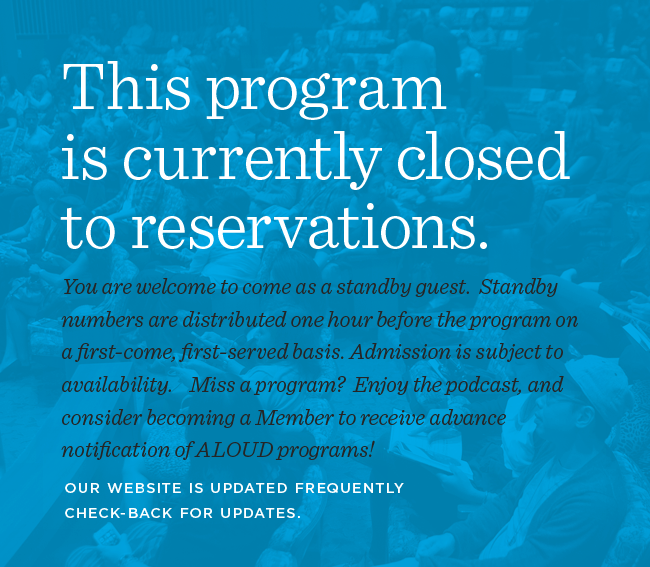 This program
is currently closed
to reservations.
You are welcome to come as a standby guest.  Standby
numbers are distributed one hour before the program on
a first-come, first-served basis. Admission is subject to
availability.   Miss a program?  Enjoy the podcast, and
consider becoming a Member to receive advance
notification of ALOUD programs!
OUR WEBSITE IS UPDATED FREQUENTLY
CHECK-BACK FOR UPDATES.